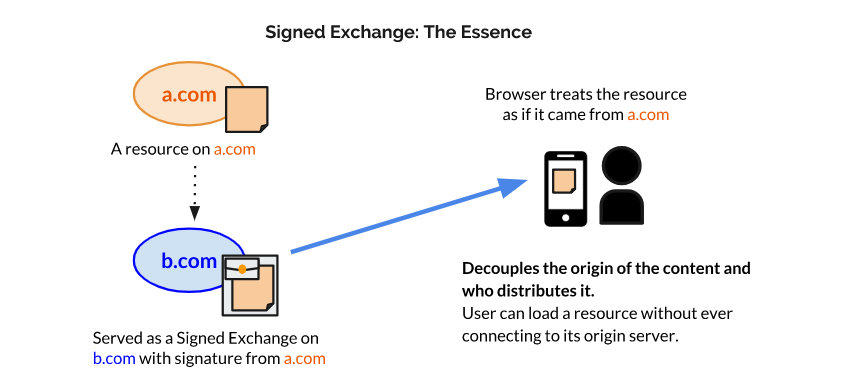 Signed Exchange: The Essence
a.com
A resource on a.com
b.com
Served as a Signed Exchange on
b.com with signature from a.com
Browser treats the resource
as if it came from a.com
Decouples the origin of the content and
who distributes it.
User can load a resource without ever
connecting to its origin server.